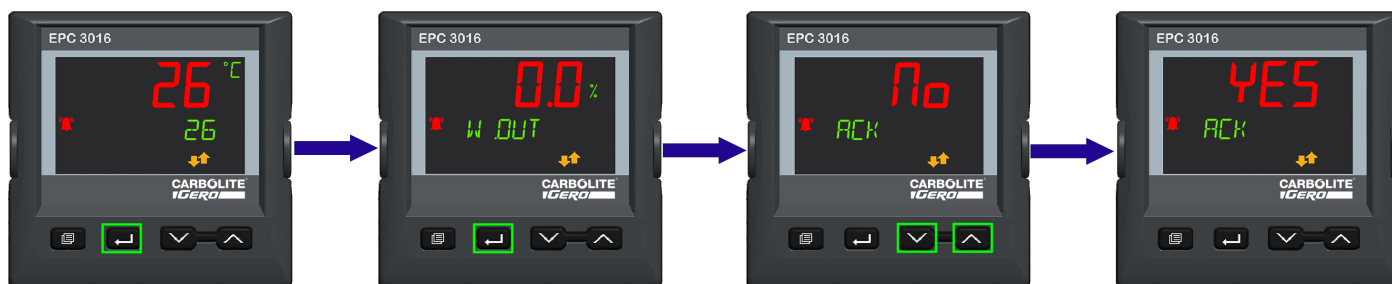 EPC 3016
26 °C
26
CARBOLITE
GERO
EPC 3016
0.0 %
W .OUT
CARBOLITE
GERO
EPC 3016
No
ACK
CARBOLITE
GERO
EPC 3016
YES
ACK
CARBOLITE
GERO